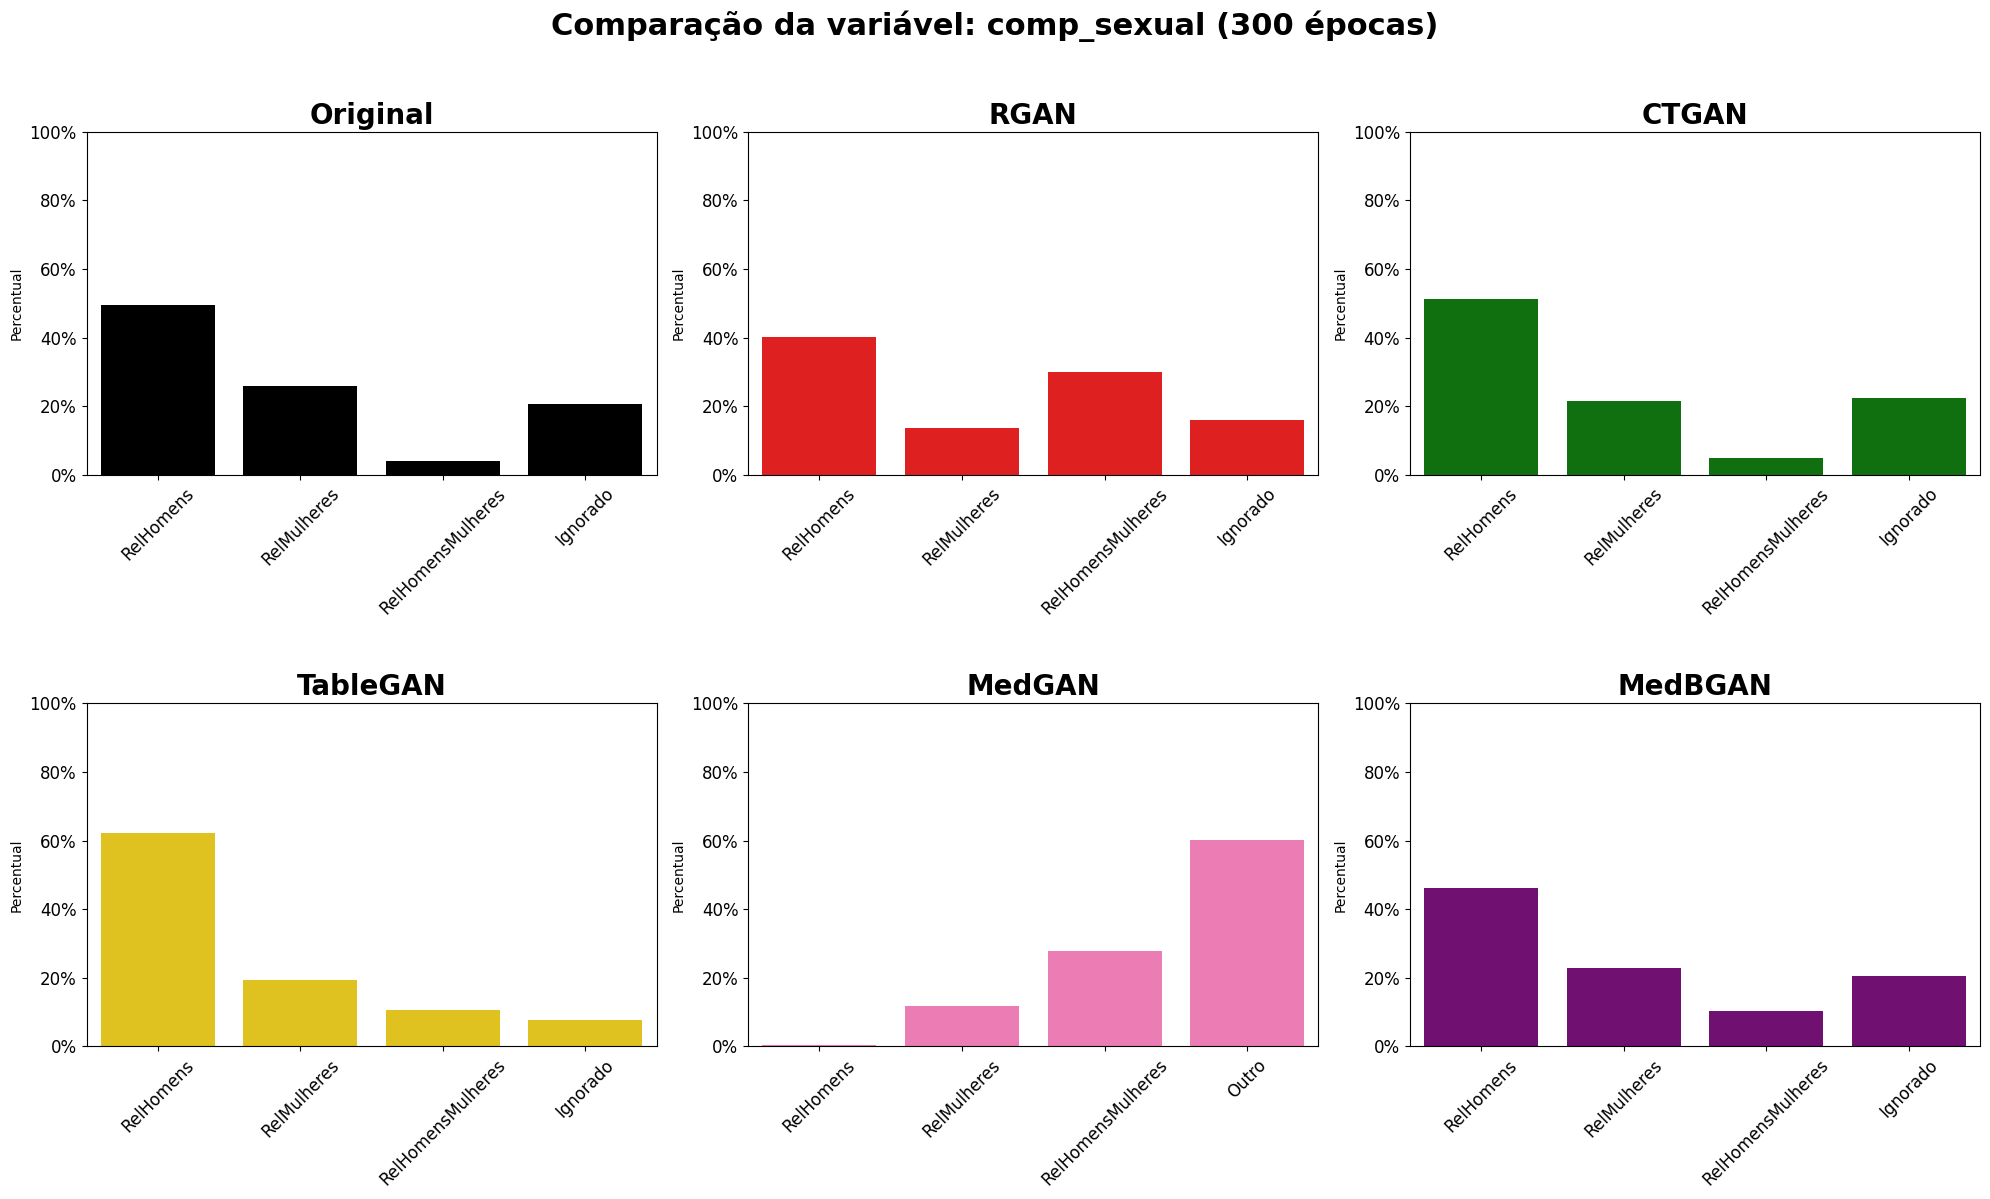 Comparação da variável: comp_sexual (300 épocas)
Original
100%
80%
60%
40%
20%
0%
Percentual
RelHomens
RelMulheres
RelHomensMulheres
Ignorado
RGAN
100%
80%
60%
40%
20%
0%
Percentual
RelHomens
RelMulheres
RelHomensMulheres
Ignorado
CTGAN
100%
80%
60%
40%
20%
0%
Percentual
RelHomens
RelMulheres
RelHomensMulheres
Ignorado
TableGAN
100%
80%
60%
40%
20%
0%
Percentual
RelHomens
RelMulheres
RelHomensMulheres
Ignorado
MedGAN
100%
80%
60%
40%
20%
0%
Percentual
RelHomens
RelMulheres
RelHomensMulheres
Outro
MedBGAN
100%
80%
60%
40%
20%
0%
Percentual
RelHomens
RelMulheres
RelHomensMulheres
Ignorado